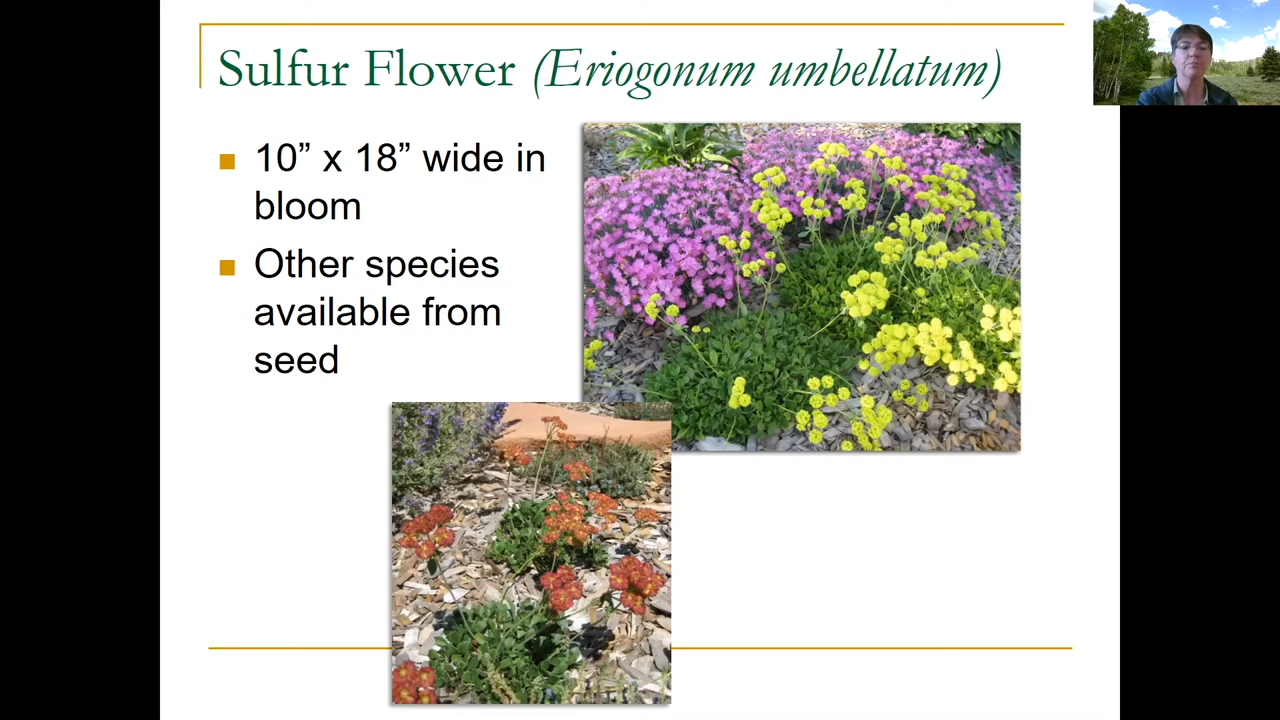 Sulfur Flower (Eriogonum umbellatum)
10” x 18” wide in
bloom
Other species
available from
seed